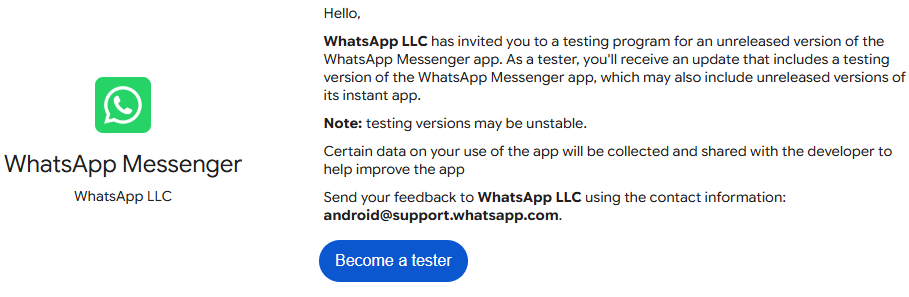 WhatsApp Messenger
WhatsApp LLC
Hello,
WhatsApp LLC has invited you to a testing program for an unreleased version of the
WhatsApp Messenger app. As a tester, you'll receive an update that includes a testing
version of the WhatsApp Messenger app, which may also include unreleased versions of
its instant app.
Note: testing versions may be unstable.
Certain data on your use of the app will be collected and shared with the developer to
help improve the app
Send your feedback to WhatsApp LLC using the contact information:
android@support.whatsapp.com.
Become a tester